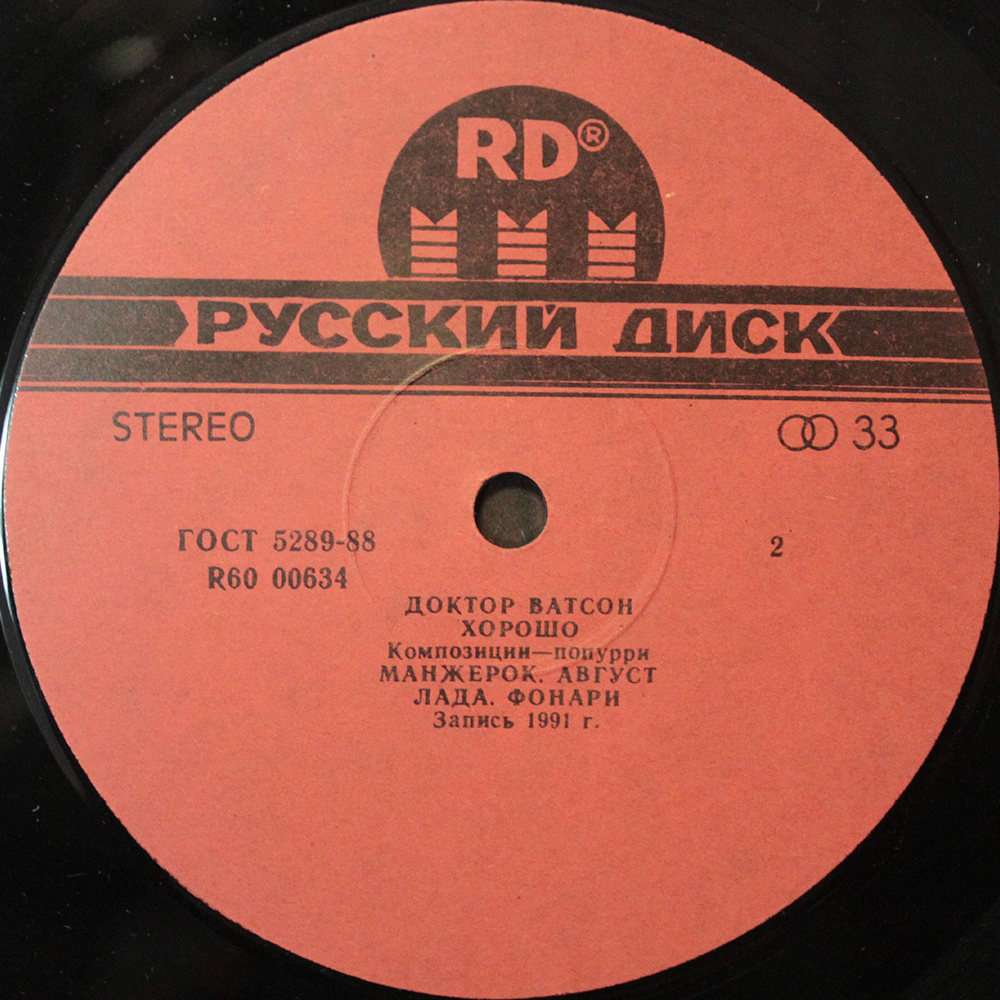 RD®
РУССКИЙ ДИСК
STEREO
33
ГОСТ 5289-88
R60 00634
2
ДОКТОР ВАТСОН
ХОРОШО
Композиции—попурри
МАНЖЕРОК. АВГУСТ
ЛАДА. ФОНАРИ
Запись 1991 г.